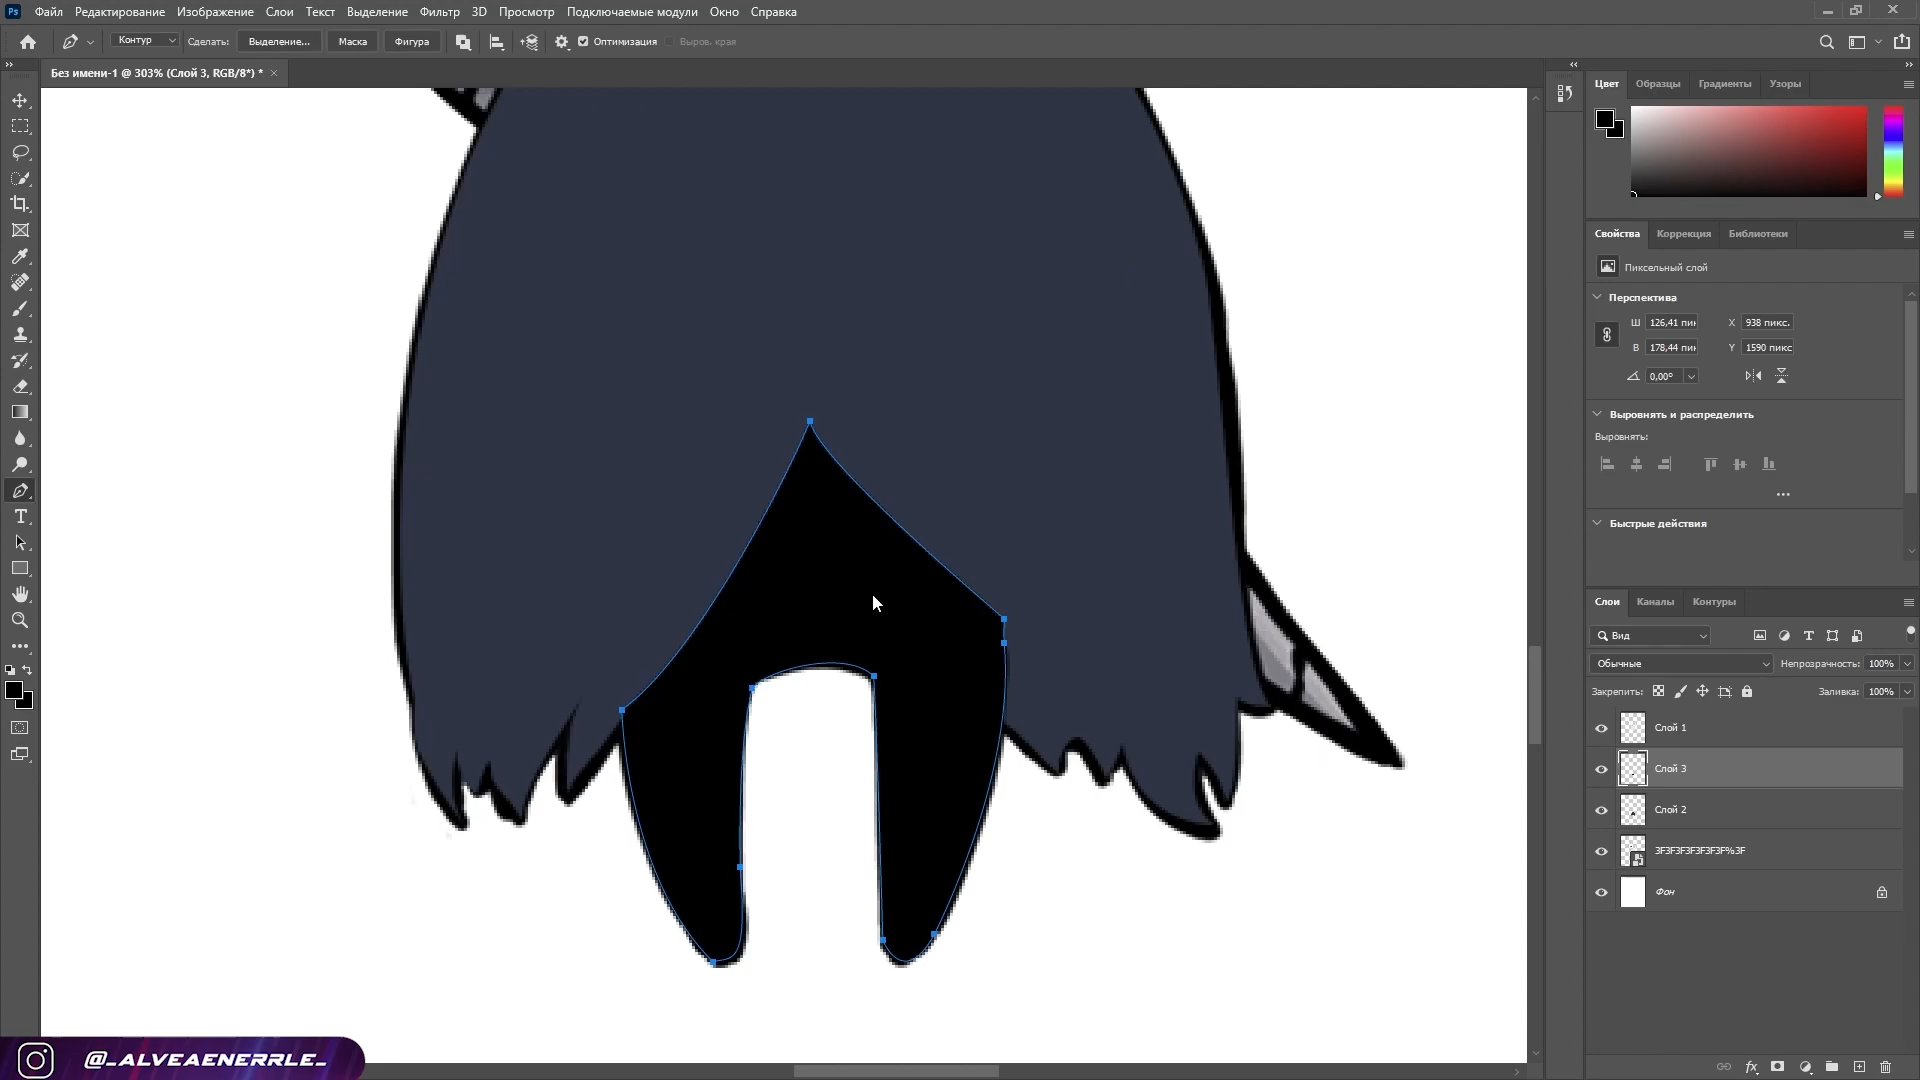 Ps Файл Редактирование Изображение Слои Текст Выделение Фильтр 3D Просмотр Подключаемые модули Окно Справка
Контур Сделать: Выделение... Маска Фигура Оптимизация Выров. края
Без имени-1 @ 303% (Слой 3, RGB/8*) *
Цвет Образцы Градиенты Узоры
Свойства Коррекция Библиотеки
Пиксельный слой
Перспектива
Ш 126,41 пик X 938 пикс.
В 178,44 пик Y 1590 пикс
0,00°
Выровнять и распределить
Выровнять:
Быстрые действия
Слои Каналы Контуры
Вид
Обычные Непрозрачность: 100%
Закрепить: Заливка: 100%
Слой 1
Слой 3
Слой 2
3F3F3F3F3F3F3F%3F
Фон
fx
@_ALVEAENERRLE_